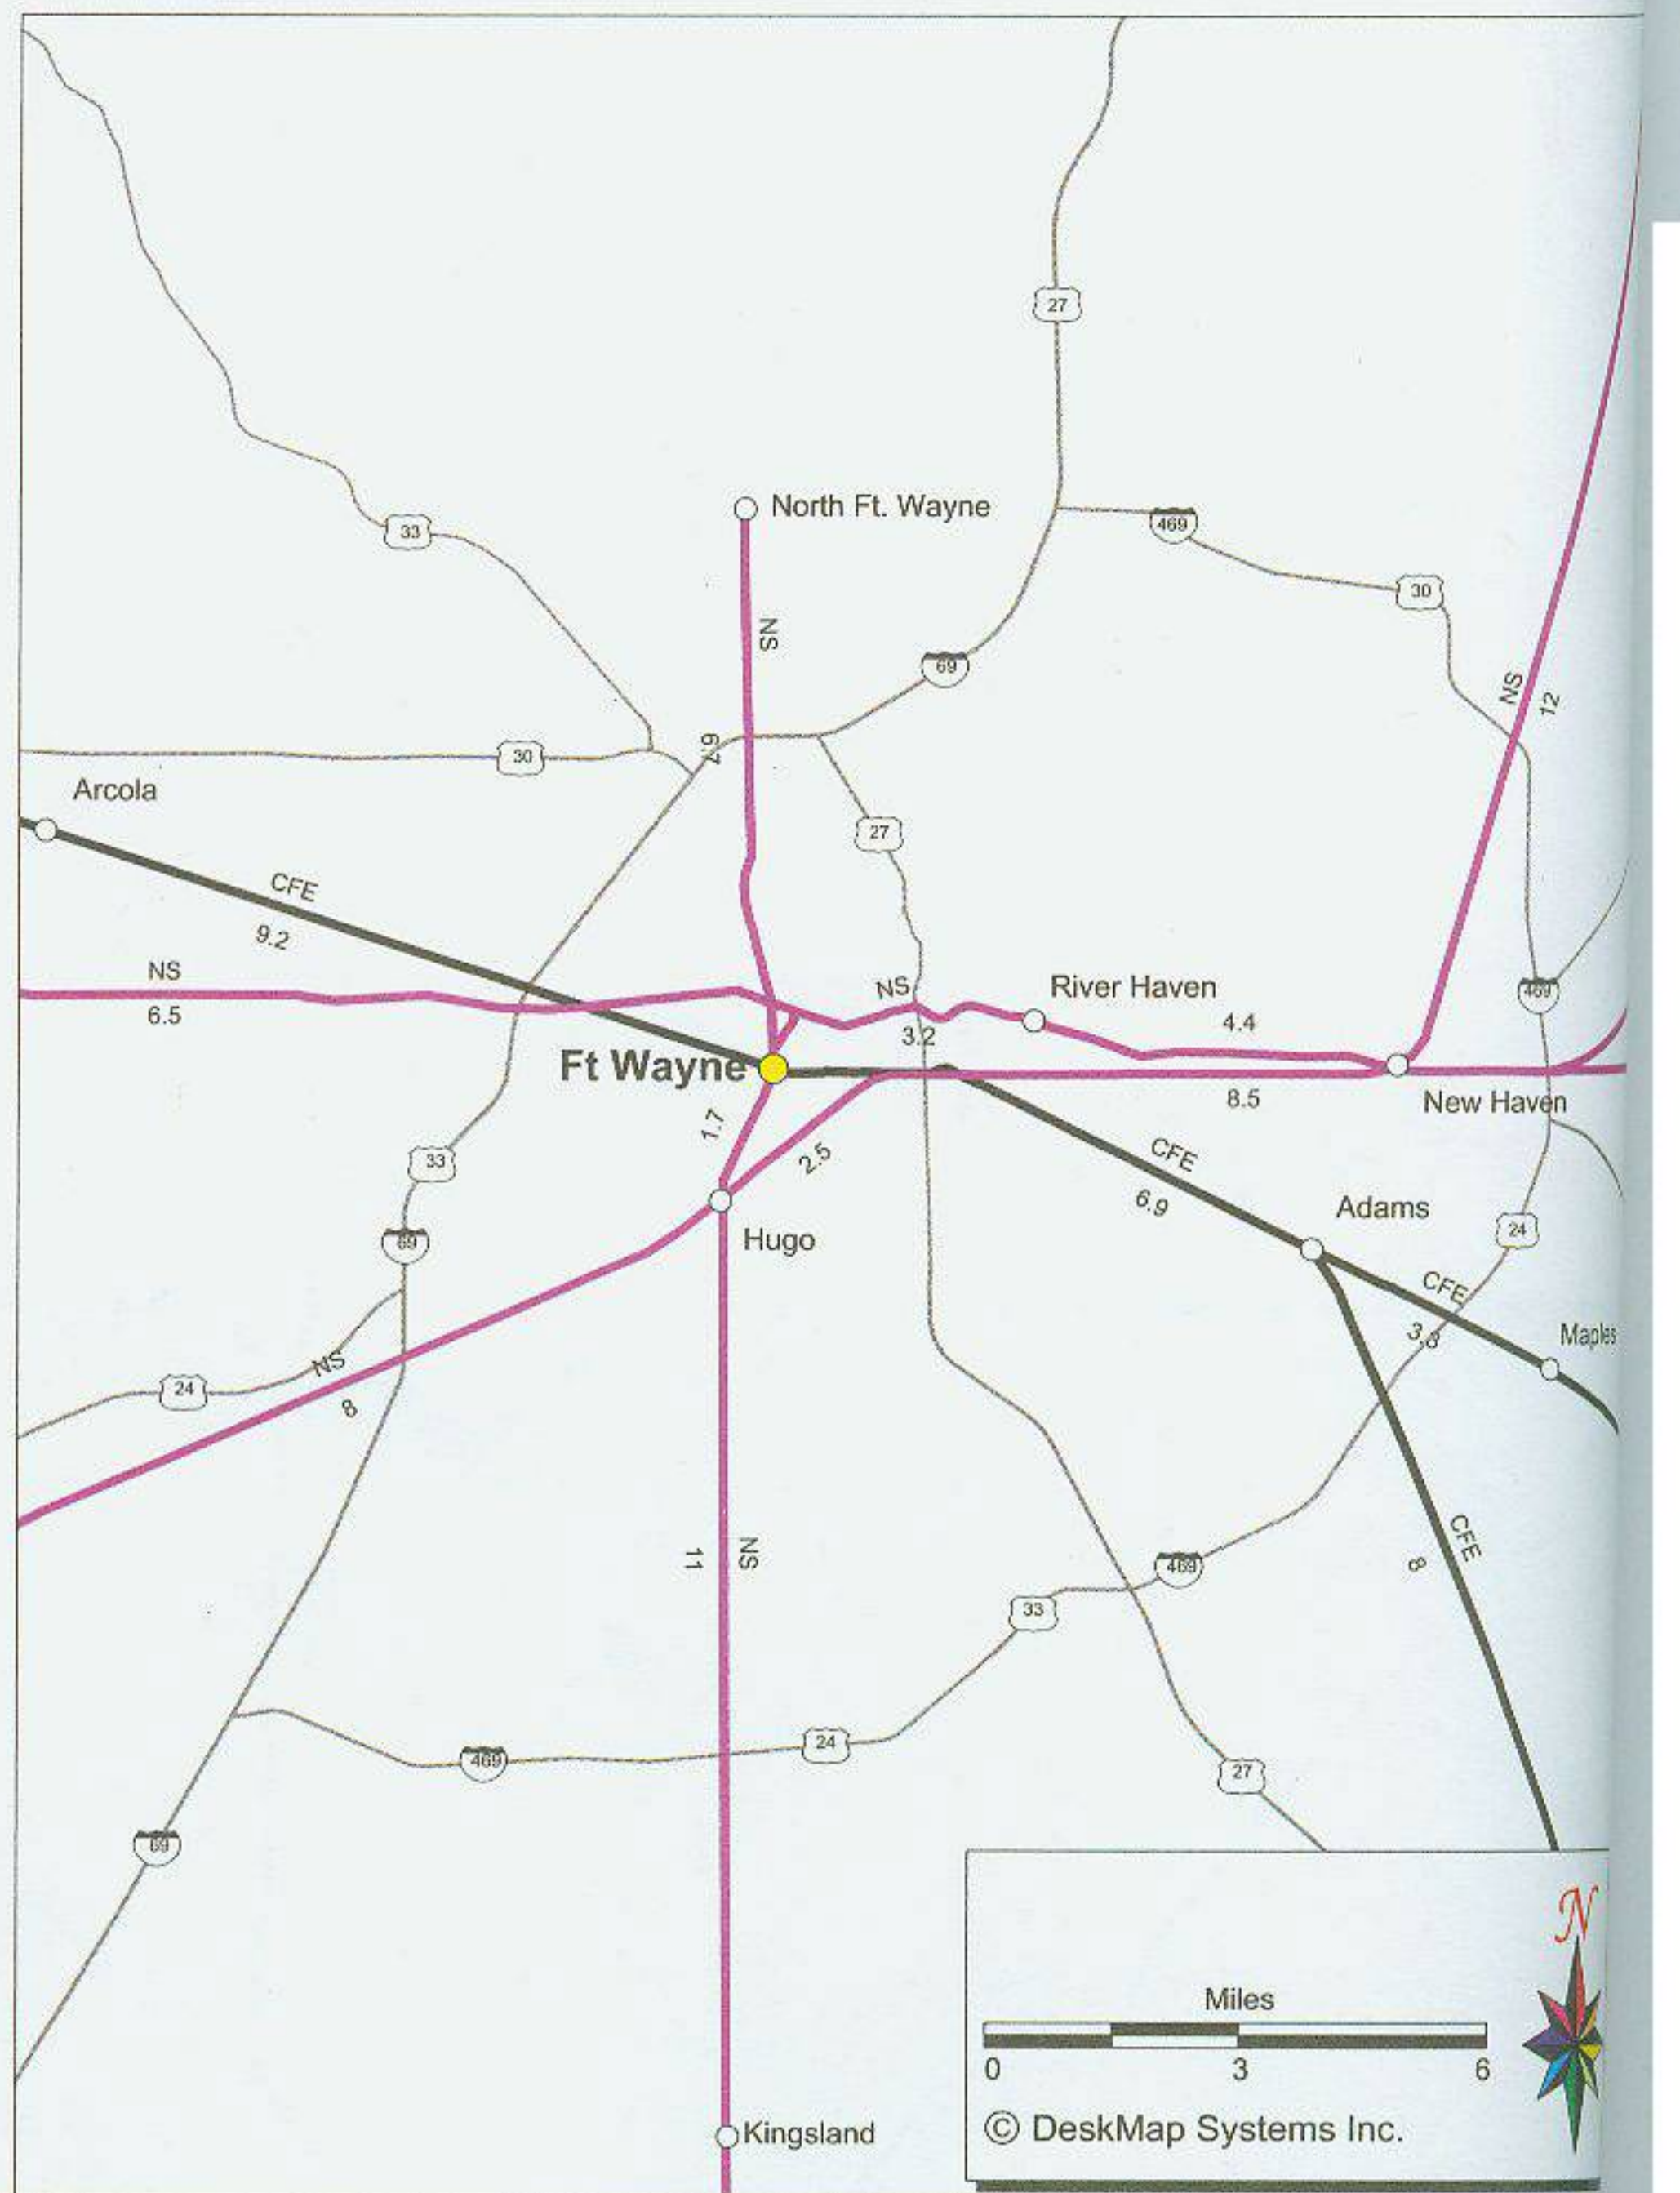 27
North Ft. Wayne
33
469
30
NS
69
NS
12
6.7
30
Arcola
27
CFE
9.2
NS
6.5
NS
3.2
River Haven
4.4
469
Ft Wayne
8.5
New Haven
1.7
2.5
33
CFE
6.9
Adams
24
69
Hugo
CFE
3.8
Maples
24
NS
8
11
NS
CFE
8
469
33
24
469
27
69
N
Miles
0 3 6
© DeskMap Systems Inc.
Kingsland